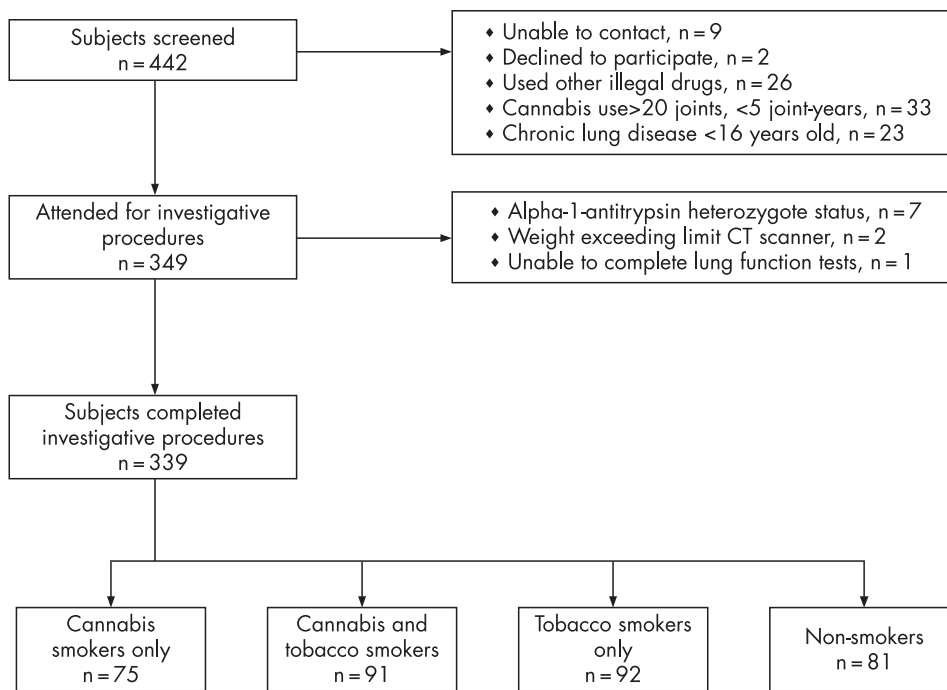 Subjects screened
n = 442
♦ Unable to contact, n = 9
♦ Declined to participate, n = 2
♦ Used other illegal drugs, n = 26
♦ Cannabis use>20 joints, <5 joint-years, n = 33
♦ Chronic lung disease <16 years old, n = 23
Attended for investigative
procedures
n = 349
♦ Alpha-1-antitrypsin heterozygote status, n = 7
♦ Weight exceeding limit CT scanner, n = 2
♦ Unable to complete lung function tests, n = 1
Subjects completed
investigative procedures
n = 339
Cannabis
smokers only
n = 75
Cannabis and
tobacco smokers
n = 91
Tobacco smokers
only
n = 92
Non-smokers
n = 81